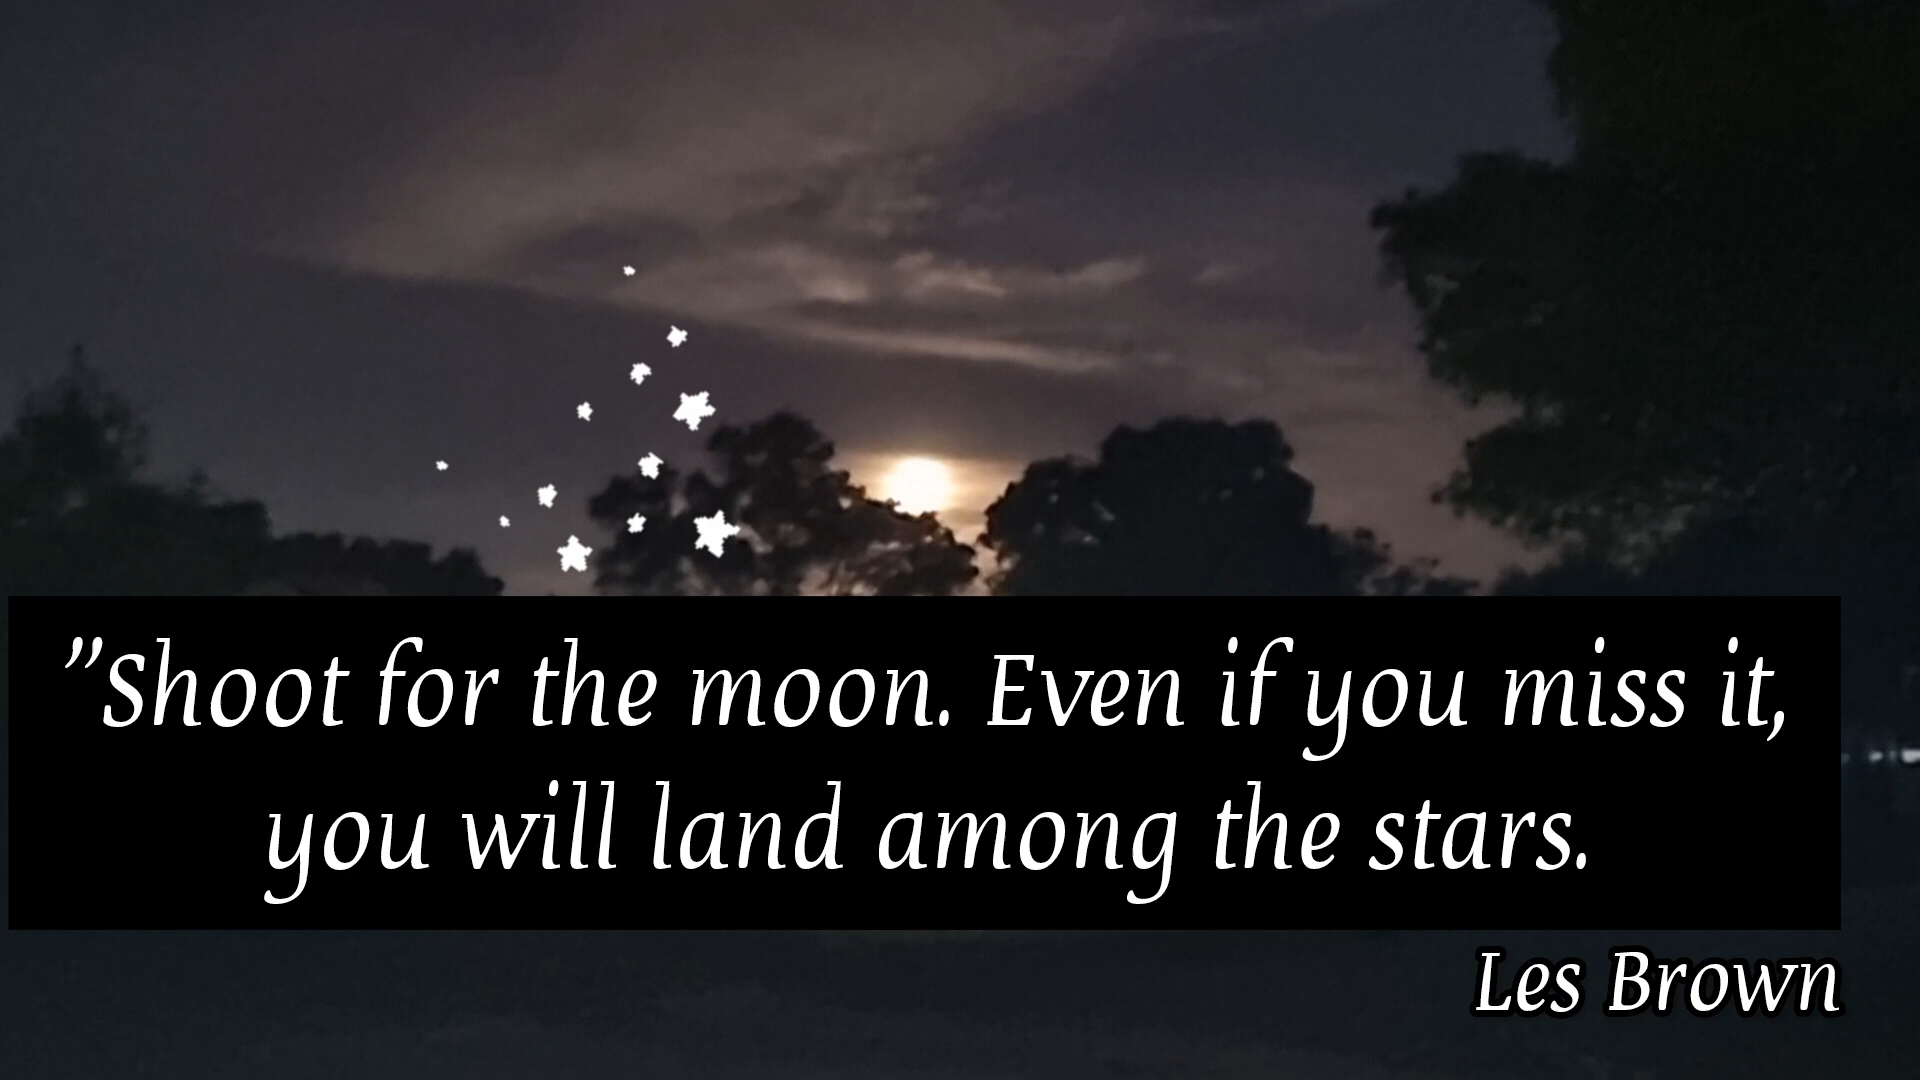 ”Shoot for the moon. Even if you miss it,
you will land among the stars.
Les Brown